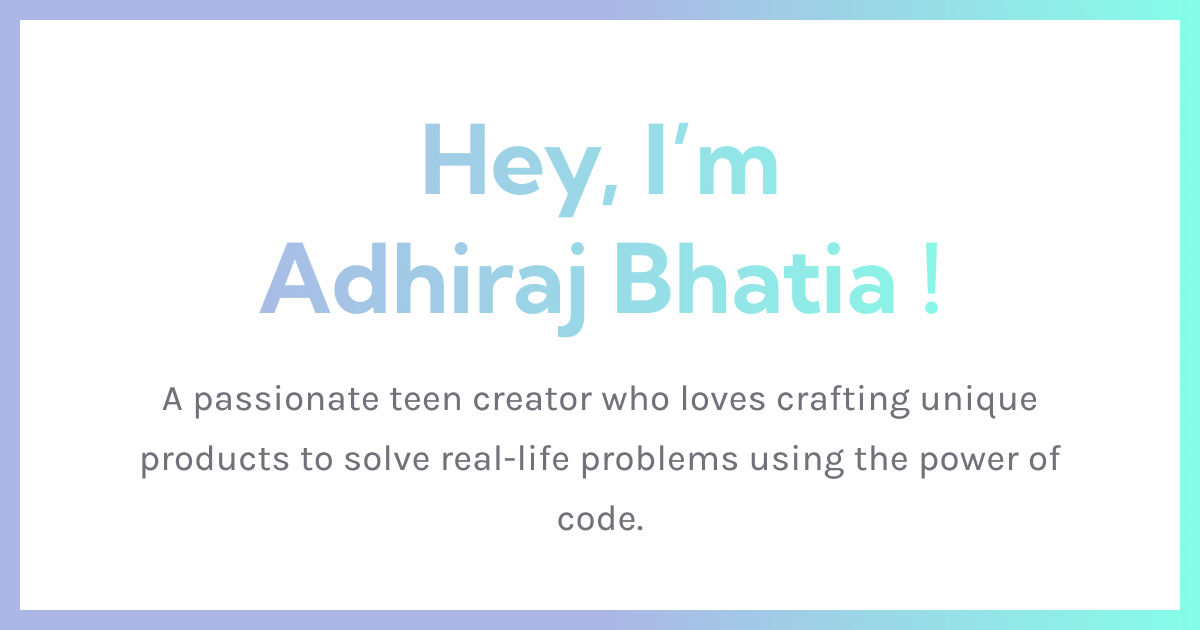 Hey, I’m
Adhiraj Bhatia !
A passionate teen creator who loves crafting unique
products to solve real-life problems using the power of
code.